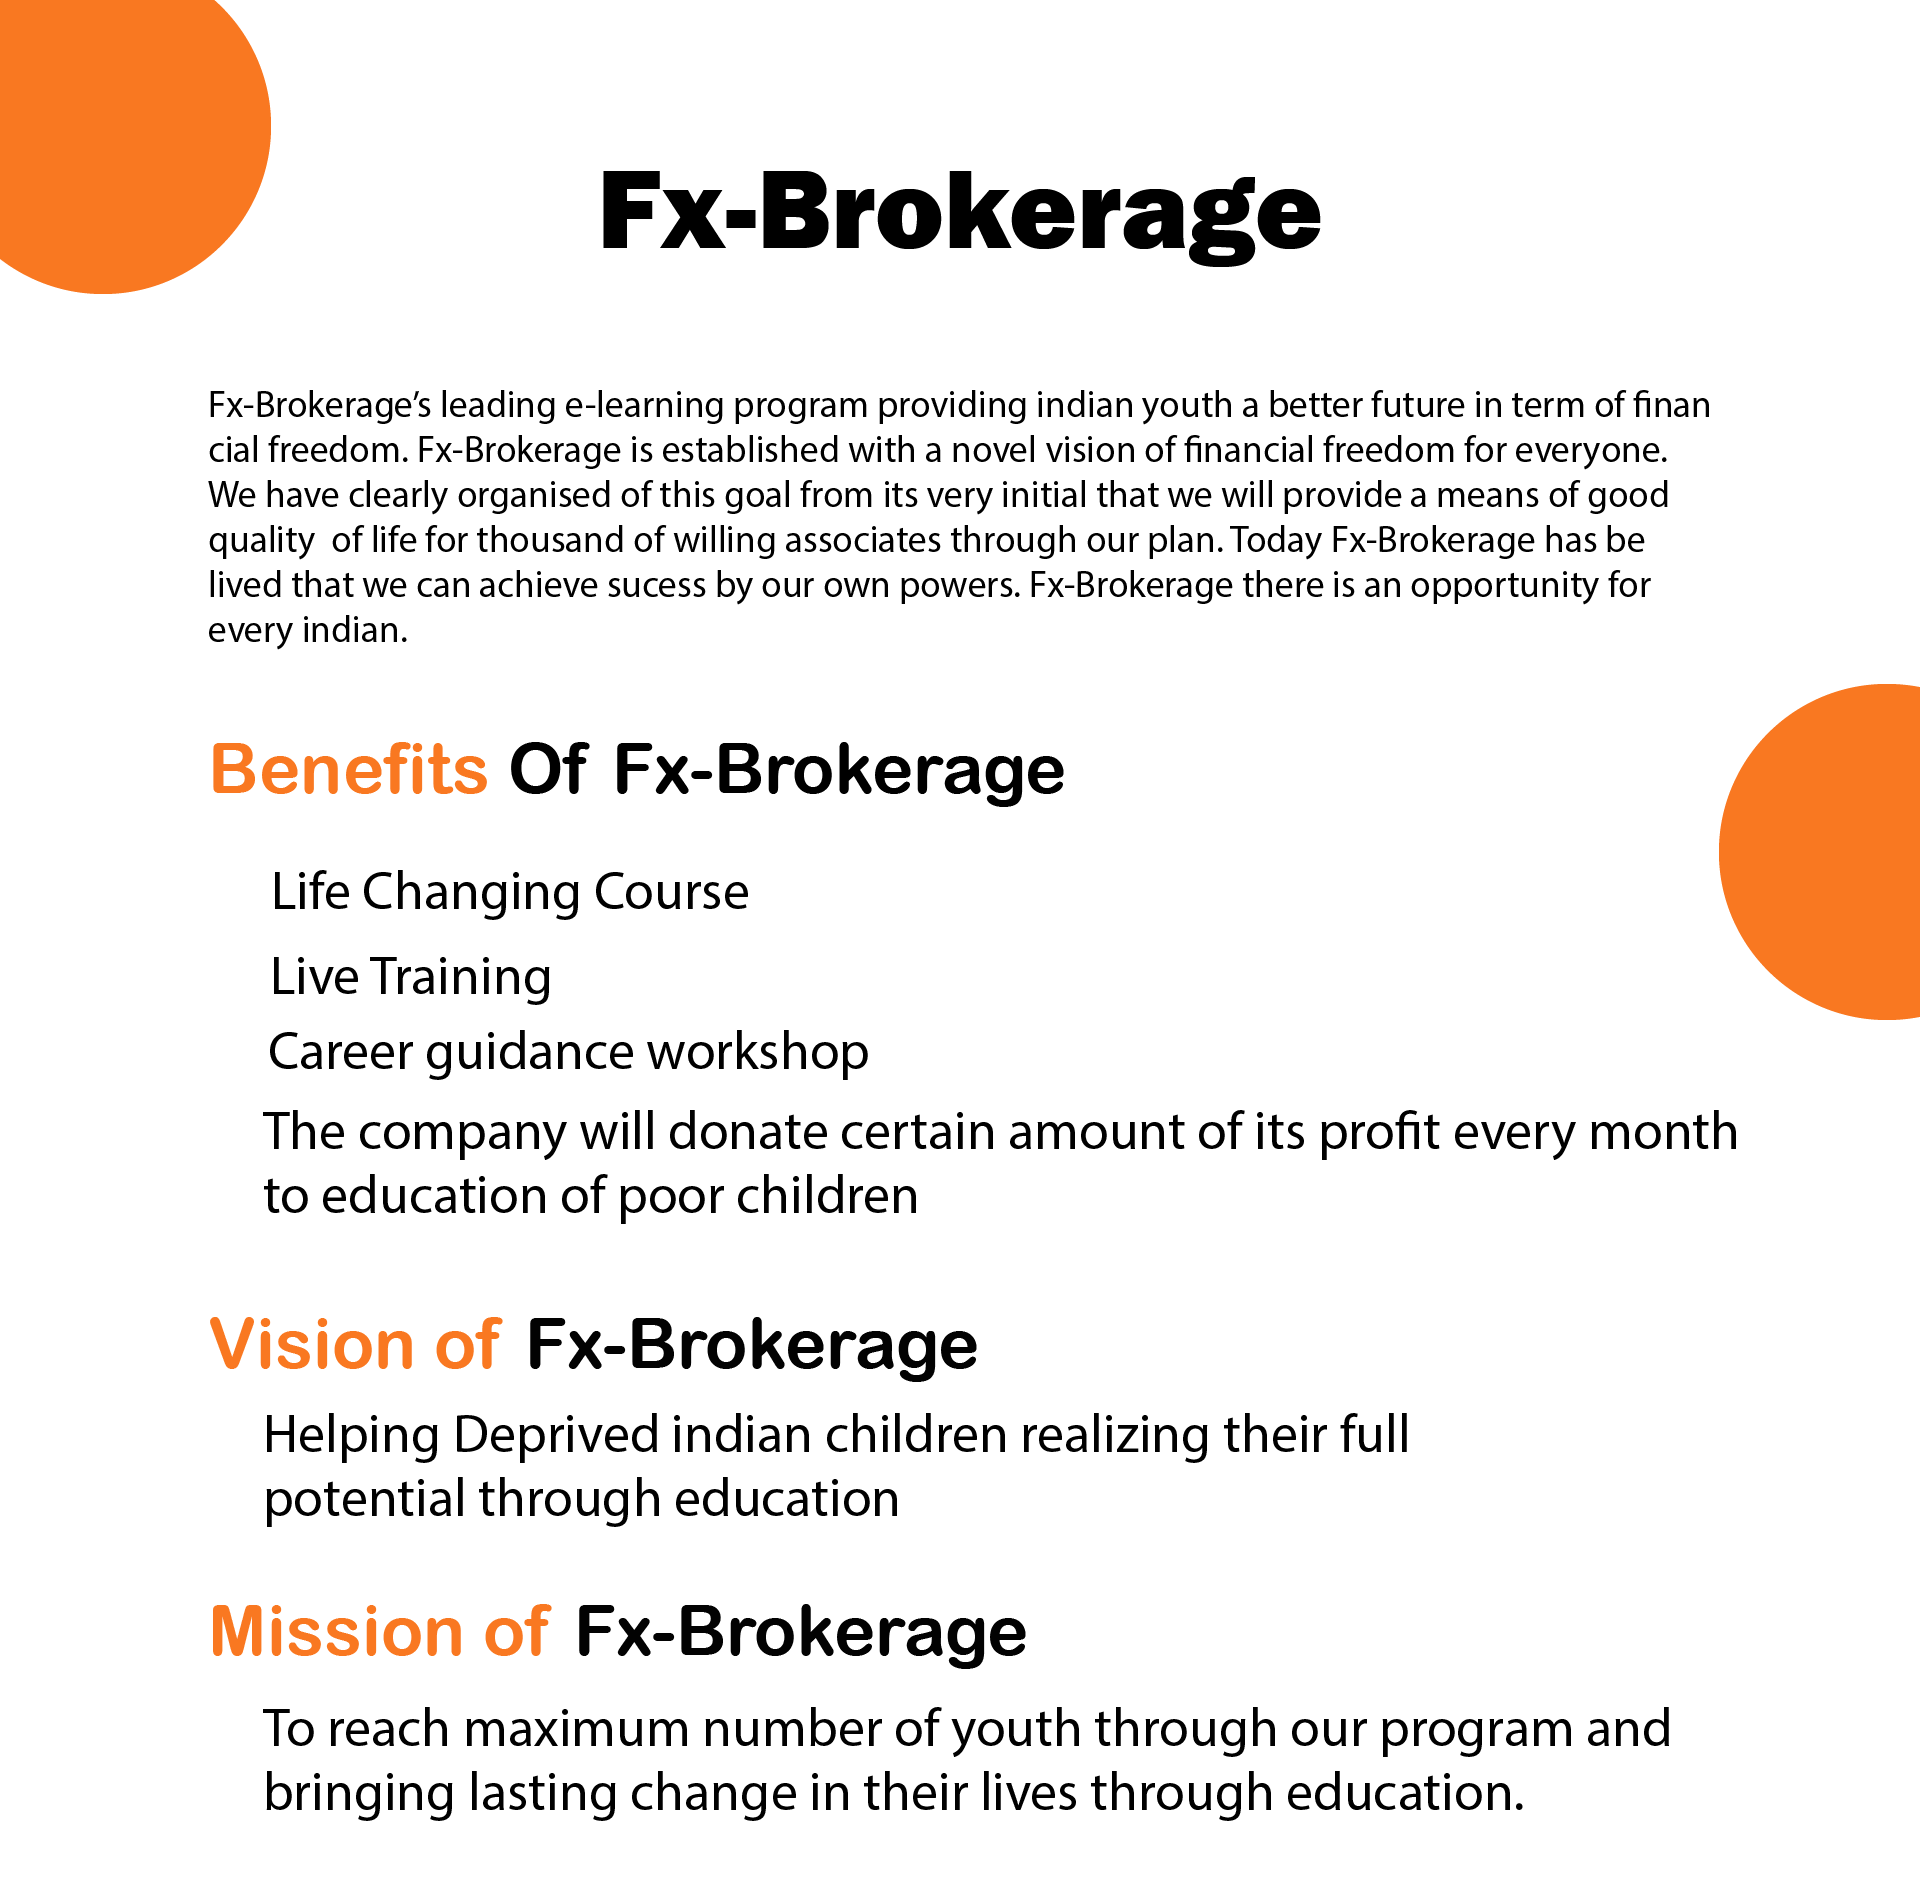 Fx-Brokerage
Fx-Brokerage’s leading e-learning program providing indian youth a better future in term of finan
cial freedom. Fx-Brokerage is established with a novel vision of financial freedom for everyone.
We have clearly organised of this goal from its very initial that we will provide a means of good
quality  of life for thousand of willing associates through our plan. Today Fx-Brokerage has be
lived that we can achieve sucess by our own powers. Fx-Brokerage there is an opportunity for
every indian.
Benefits Of Fx-Brokerage
Life Changing Course
Live Training
Career guidance workshop
The company will donate certain amount of its profit every month
to education of poor children
Vision of Fx-Brokerage
Helping Deprived indian children realizing their full
potential through education
Mission of Fx-Brokerage
To reach maximum number of youth through our program and
bringing lasting change in their lives through education.